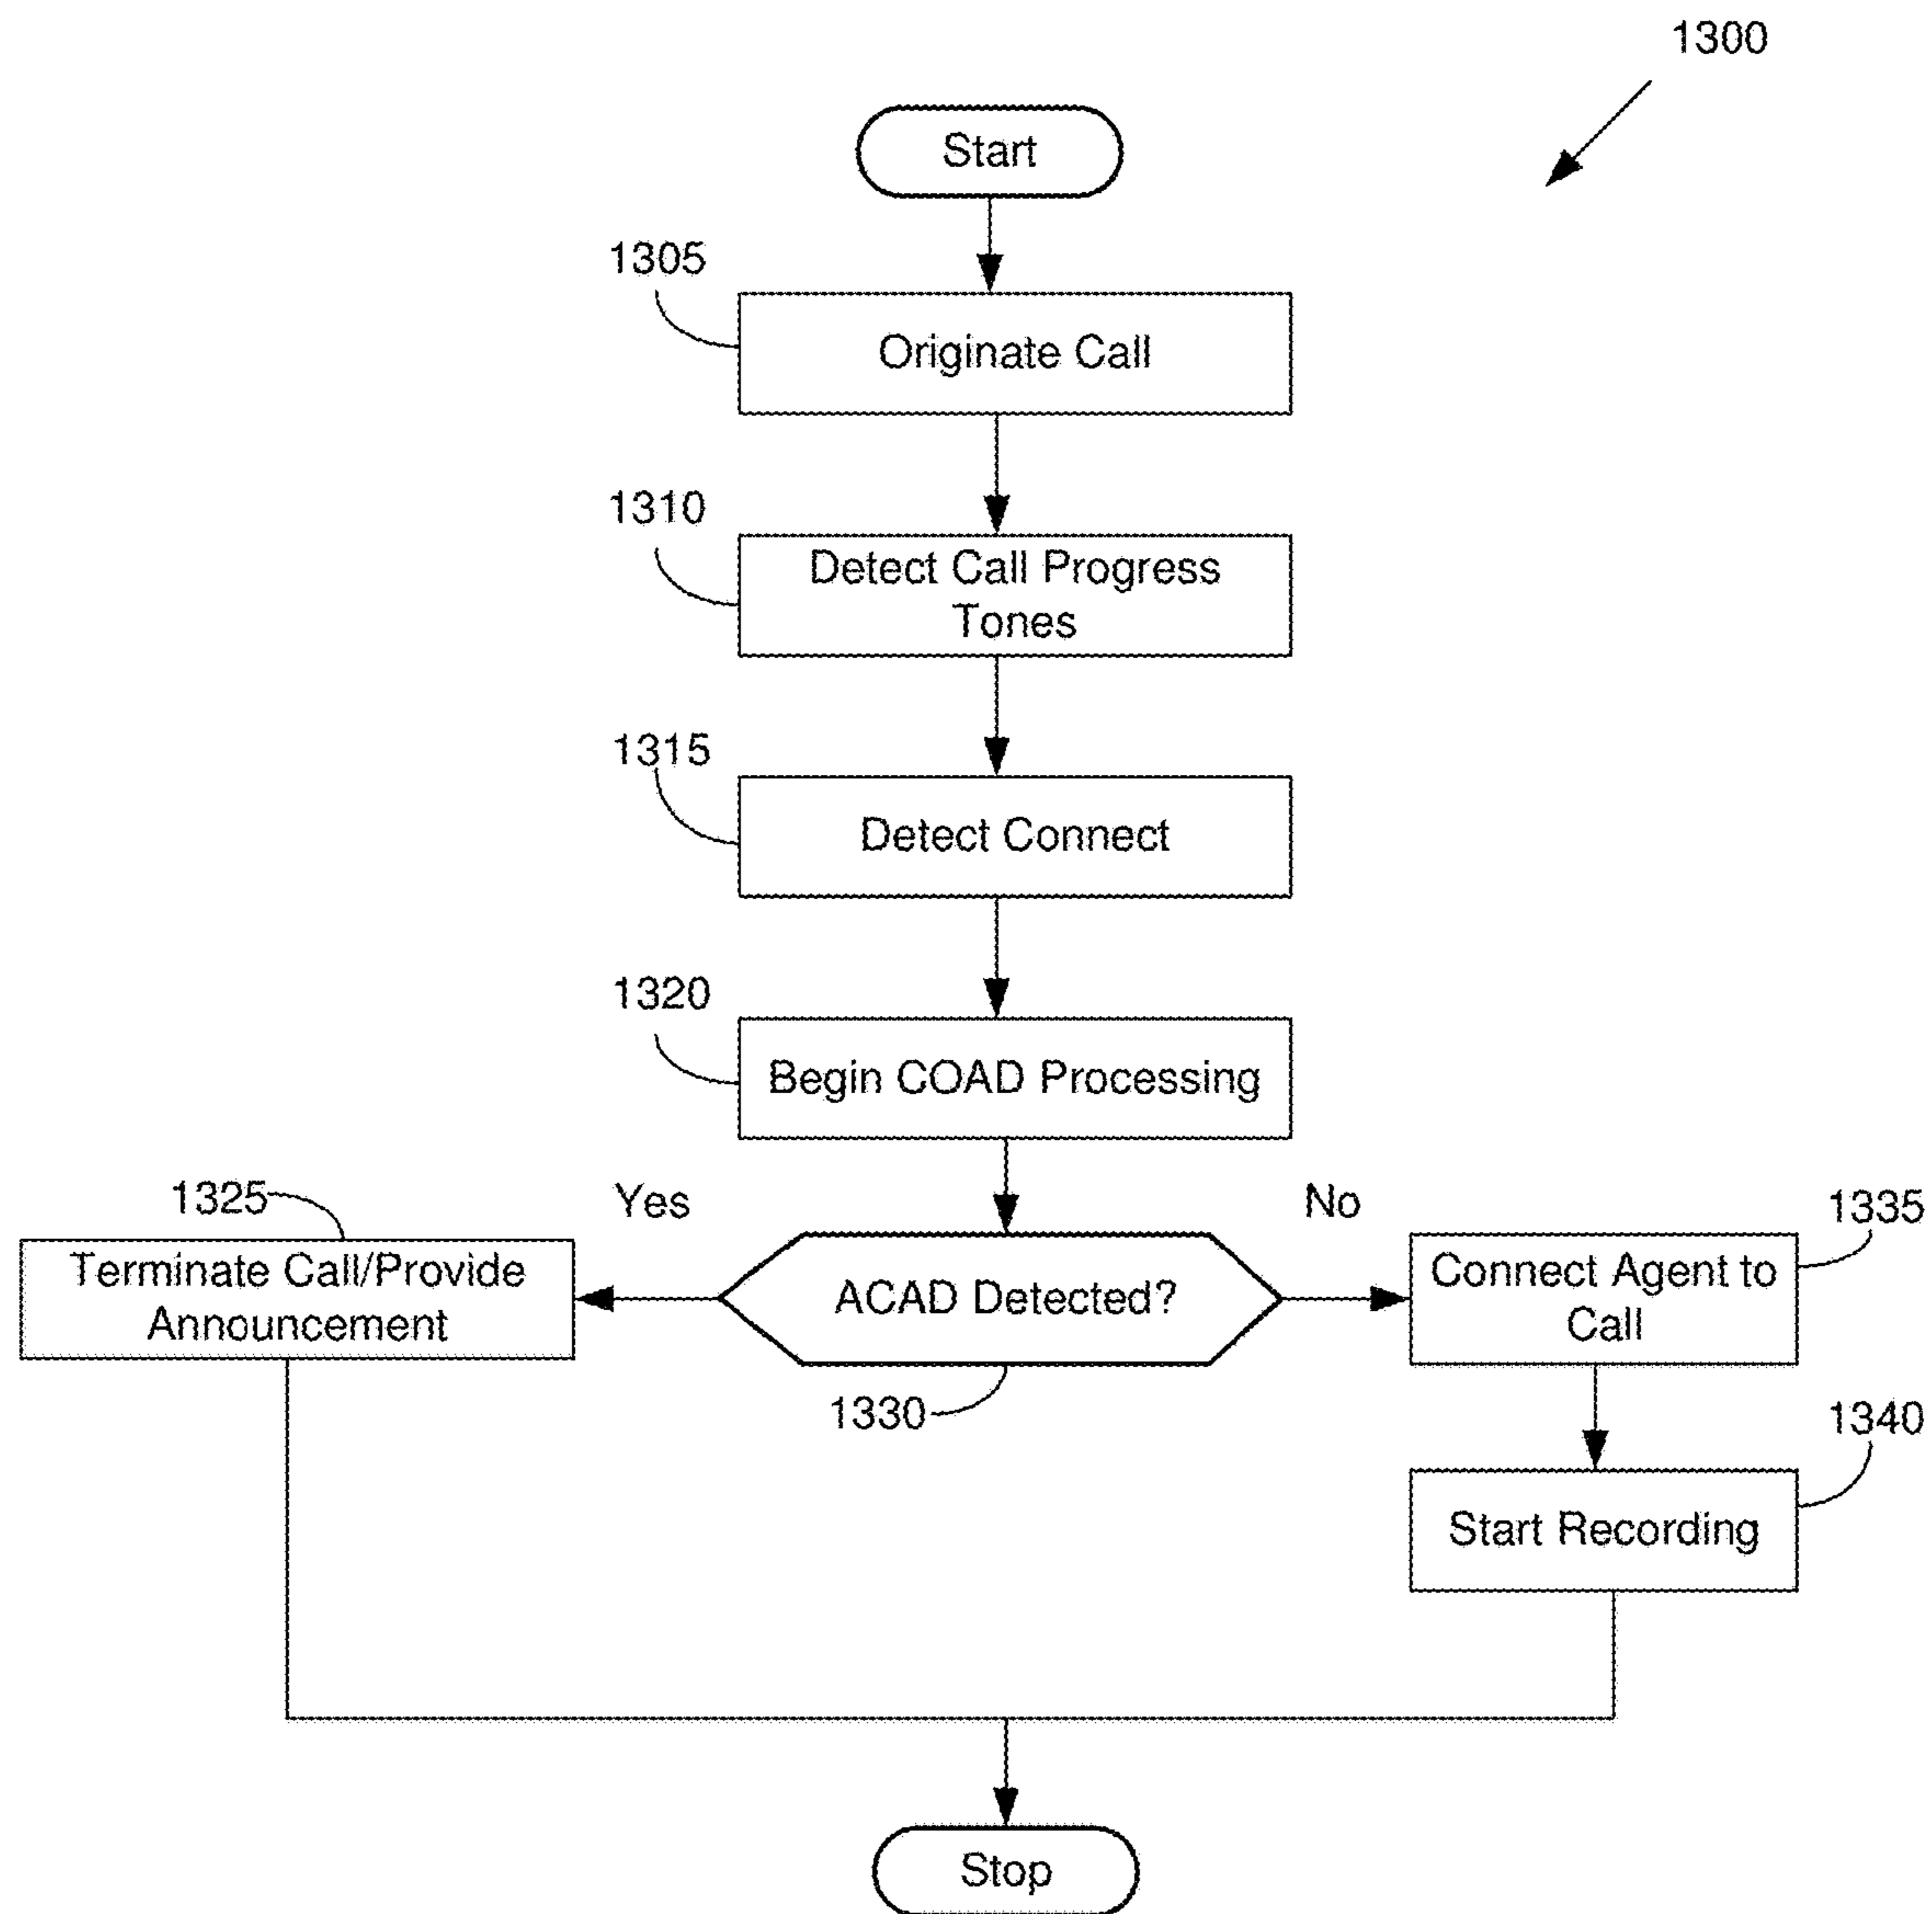 1300
Start
1305
Originate Call
1310
Detect Call Progress
Tones
1315
Detect Connect
1320
Begin COAD Processing
1325
Yes
No
1335
Terminate Call/Provide
Announcement
ACAD Detected?
Connect Agent to
Call
1330
1340
Start Recording
Stop